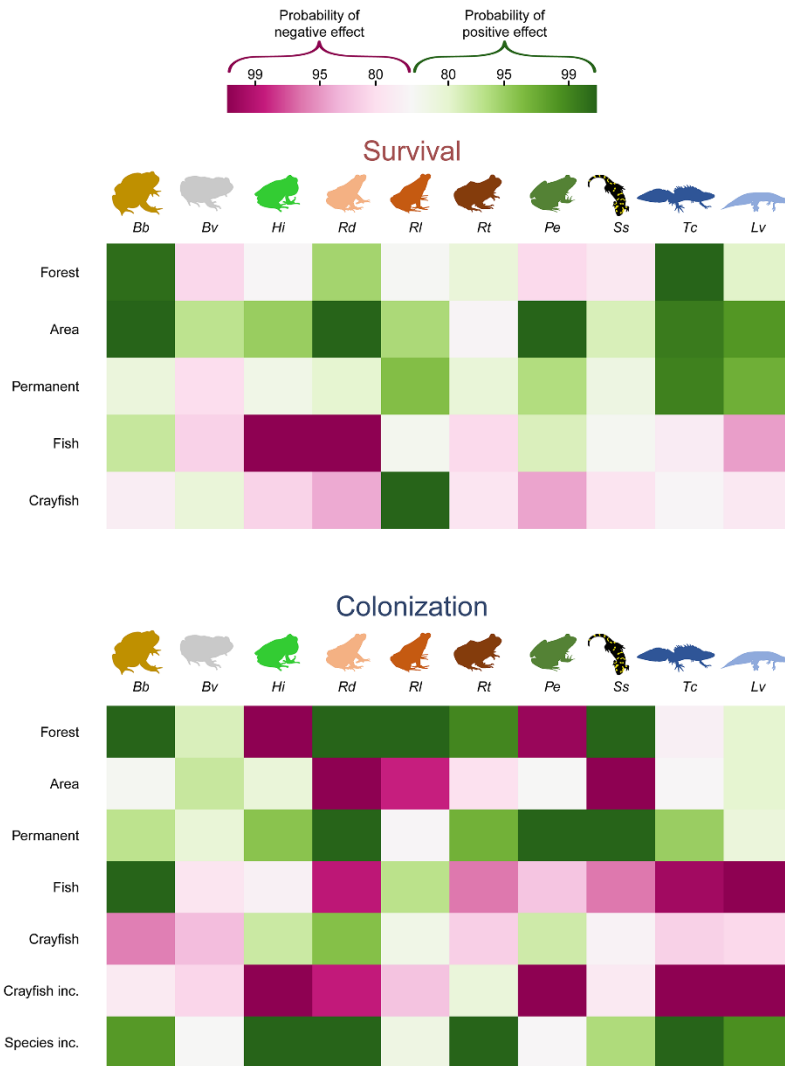 Probability of
negative effect
Probability of
positive effect
99 95 80 80 95 99
Survival
Bb Bv Hi Rd Rl Rt Pe Ss Tc Lv
Forest
Area
Permanent
Fish
Crayfish
Colonization
Bb Bv Hi Rd Rl Rt Pe Ss Tc Lv
Forest
Area
Permanent
Fish
Crayfish
Crayfish inc.
Species inc.